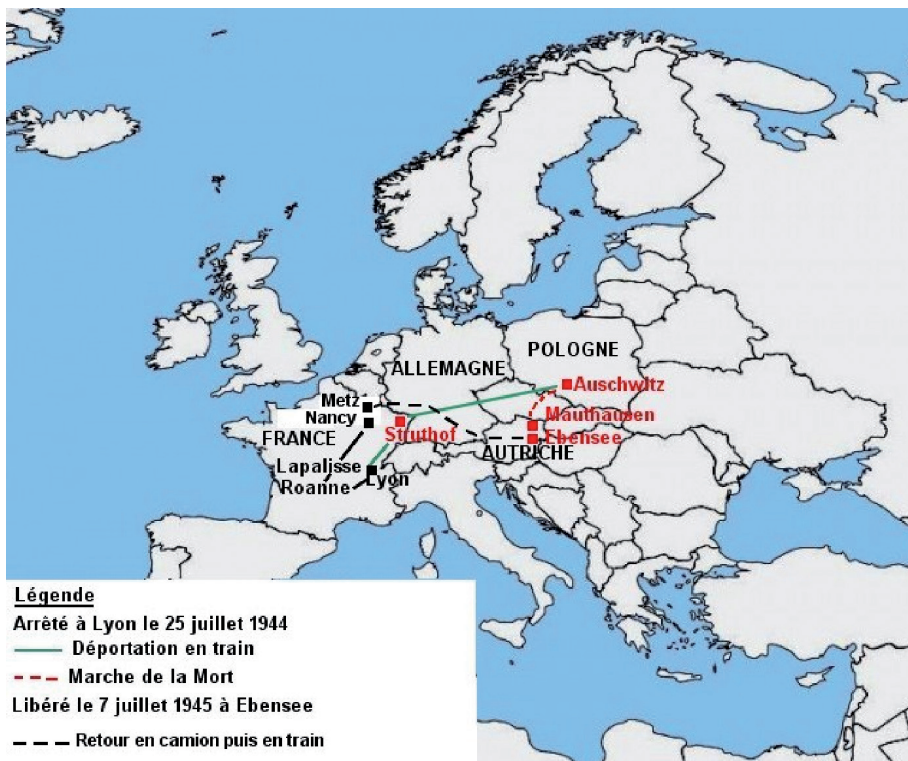 POLOGNE
ALLEMAGNE
Auschwitz
Metz
Nancy
Mauthausen
Struthof
Ebensee
FRANCE
AUTRICHE
Lapalisse
Lyon
Roanne
Légende
Arrêté à Lyon le 25 juillet 1944
Déportation en train
Marche de la Mort
Libéré le 7 juillet 1945 à Ebensee
Retour en camion puis en train